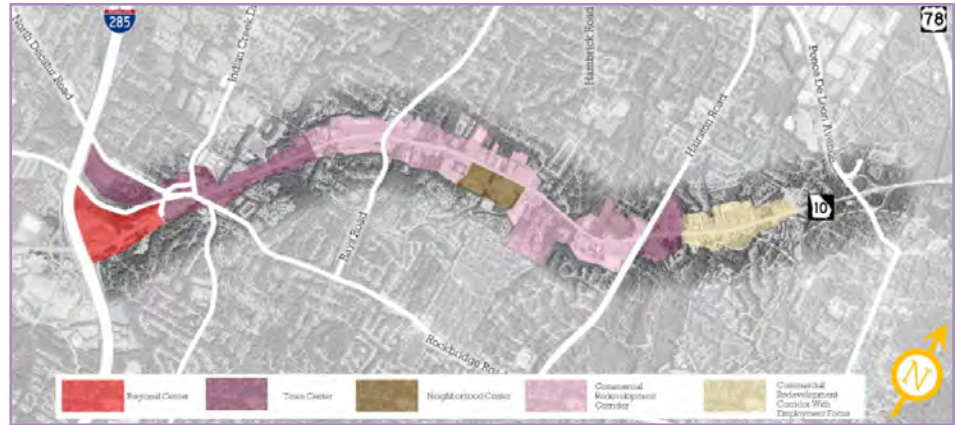 285
78
North Decatur Road
Indian Creek D
Hambrick Road
Hairston Road
Ponce De Leon Avenue
Rays Road
Rockbridge Ro
10
N
Regional Center
Town Center
Neighborhood Center
Commercial
Redevelopment
Corridor
Commercial
Redevelopment
Corridor With
Employment Focus